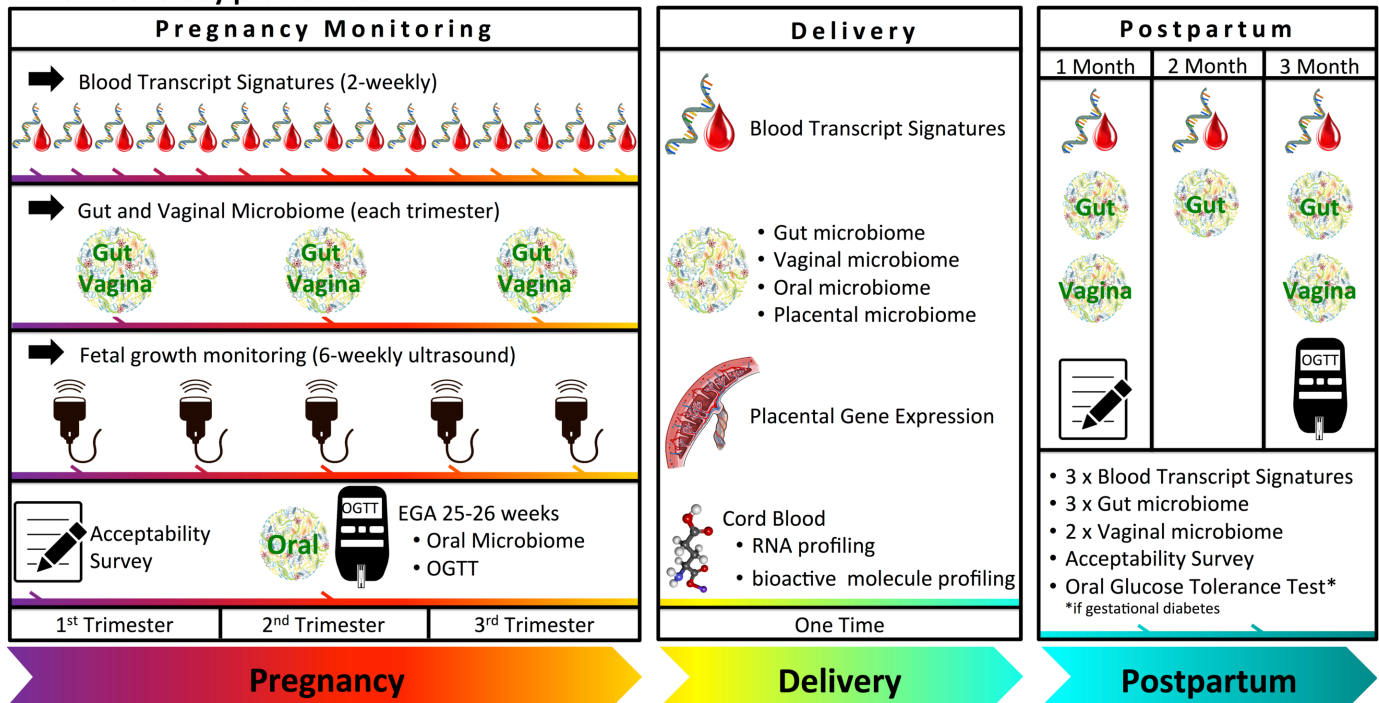 Pregnancy Monitoring
Blood Transcript Signatures (2-weekly)
Gut and Vaginal Microbiome (each trimester)
Gut
Vagina
Gut
Vagina
Gut
Vagina
Fetal growth monitoring (6-weekly ultrasound)
Acceptability
Survey
Oral
OGTT
EGA 25-26 weeks
• Oral Microbiome
• OGTT
1st Trimester
2nd Trimester
3rd Trimester
Pregnancy
Delivery
Blood Transcript Signatures
• Gut microbiome
• Vaginal microbiome
• Oral microbiome
• Placental microbiome
Placental Gene Expression
Cord Blood
• RNA profiling
• bioactive molecule profiling
One Time
Delivery
Postpartum
1 Month
2 Month
3 Month
Gut
Gut
Gut
Vagina
Vagina
OGTT
• 3 x Blood Transcript Signatures
• 3 x Gut microbiome
• 2 x Vaginal microbiome
• Acceptability Survey
• Oral Glucose Tolerance Test*
*if gestational diabetes
Postpartum